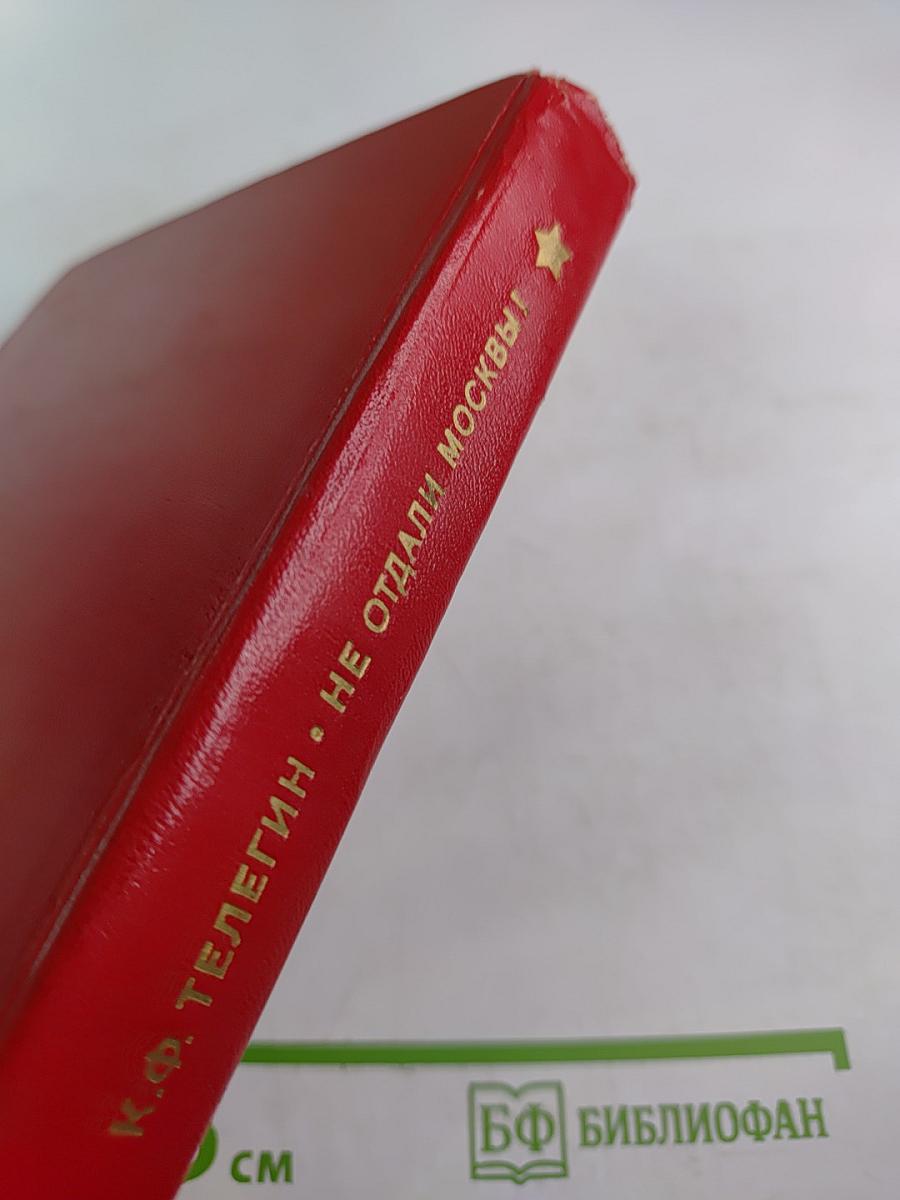 К.Ф. ТЕЛЕГИН • НЕ ОТДАЛИ МОСКВЫ!
см
БФ БИБЛИОФАН